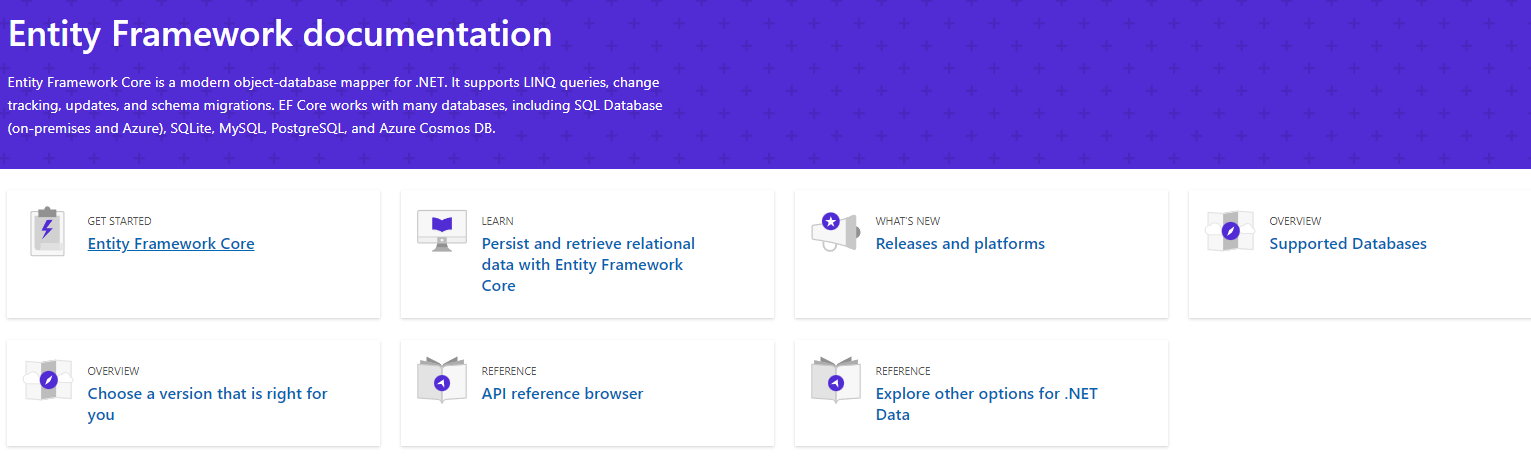 Entity Framework documentation
Entity Framework Core is a modern object-database mapper for .NET. It supports LINQ queries, change
tracking, updates, and schema migrations. EF Core works with many databases, including SQL Database
(on-premises and Azure), SQLite, MySQL, PostgreSQL, and Azure Cosmos DB.
GET STARTED
Entity Framework Core
LEARN
Persist and retrieve relational
data with Entity Framework
Core
WHAT'S NEW
Releases and platforms
OVERVIEW
Supported Databases
OVERVIEW
Choose a version that is right for
you
REFERENCE
API reference browser
REFERENCE
Explore other options for .NET
Data